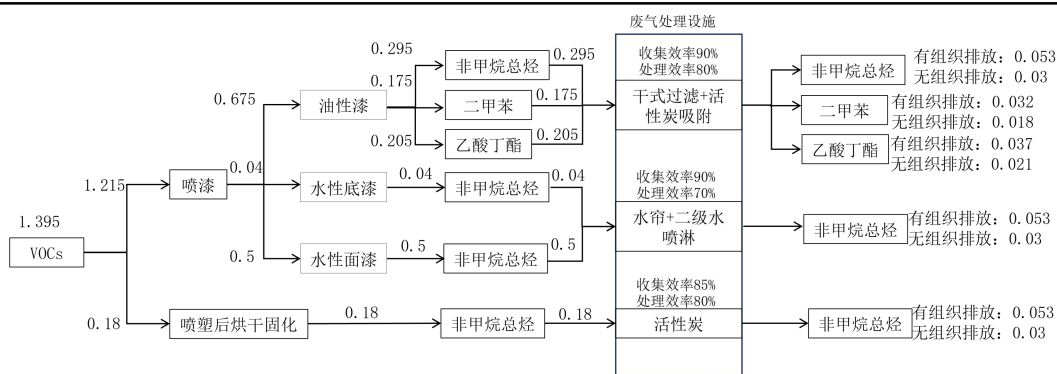 废气处理设施
收集效率90%
处理效率80%
0.295
非甲烷总烃
0.295
有组织排放：0.053
非甲烷总烃
无组织排放：0.03
0.675
油性漆
0.175
二甲苯
0.175
干式过滤+活
性炭吸附
二甲苯
有组织排放：0.032
无组织排放：0.018
0.205
乙酸丁酯
0.205
乙酸丁酯
有组织排放：0.037
无组织排放：0.021
1.215
喷漆
0.04
水性底漆
0.04
非甲烷总烃
0.04
收集效率90%
处理效率70%
1.395
VOCs
水帘+二级水
喷淋
非甲烷总烃
有组织排放：0.053
无组织排放：0.03
0.5
水性面漆
0.5
非甲烷总烃
0.5
收集效率85%
处理效率80%
0.18
喷塑后烘干固化
0.18
非甲烷总烃
0.18
活性炭
非甲烷总烃
有组织排放：0.053
无组织排放：0.03